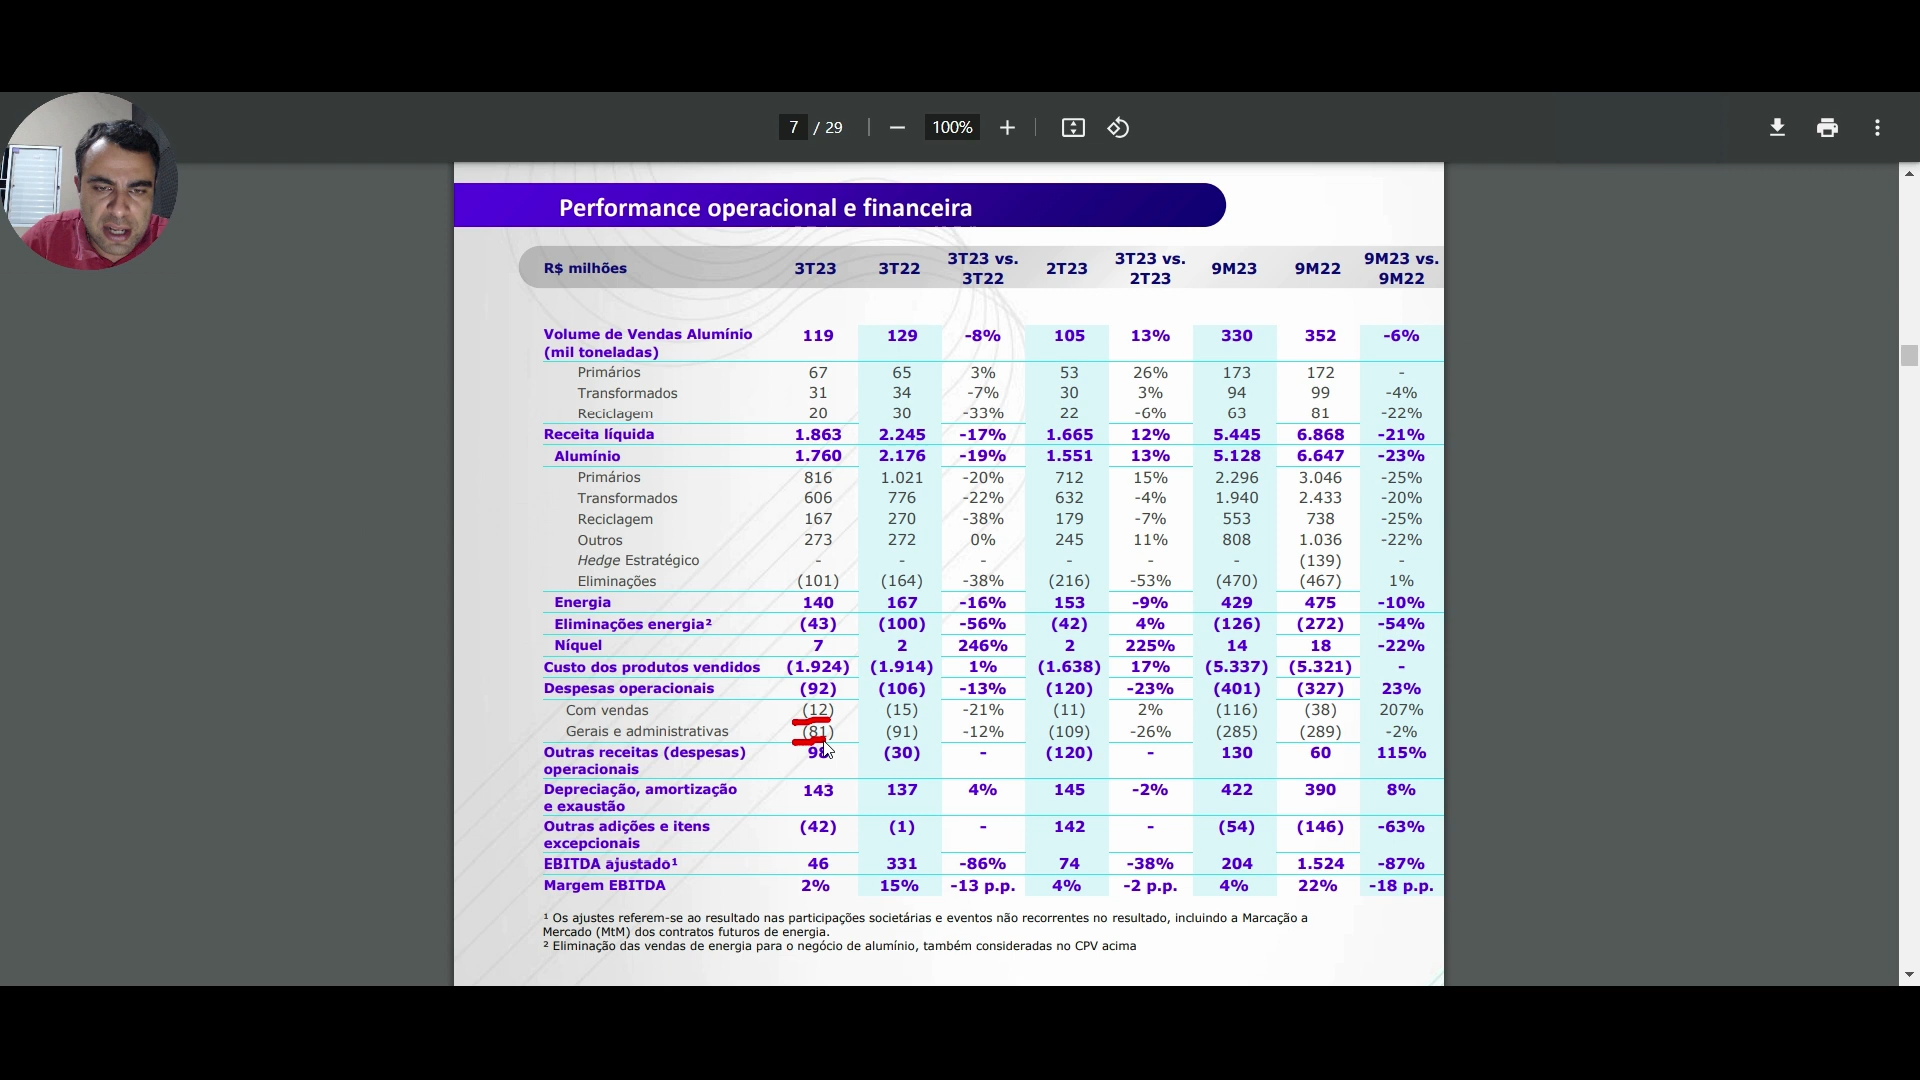 7 / 29 100%
Performance operacional e financeira
R$ milhões 3T23 3T22 3T23 vs. 3T22 2T23 3T23 vs. 2T23 9M23 9M22 9M23 vs. 9M22
Volume de Vendas Alumínio (mil toneladas) 119 129 -8% 105 13% 330 352 -6%
Primários 67 65 3% 53 26% 173 172 -
Transformados 31 34 -7% 30 3% 94 99 -4%
Reciclagem 20 30 -33% 22 -6% 63 81 -22%
Receita líquida 1.863 2.245 -17% 1.665 12% 5.445 6.868 -21%
Alumínio 1.760 2.176 -19% 1.551 13% 5.128 6.647 -23%
Primários 816 1.021 -20% 712 15% 2.296 3.046 -25%
Transformados 606 776 -22% 632 -4% 1.940 2.433 -20%
Reciclagem 167 270 -38% 179 -7% 553 738 -25%
Outros 273 272 0% 245 11% 808 1.036 -22%
Hedge Estratégico - - - - - - (139) -
Eliminações (101) (164) -38% (216) -53% (470) (467) 1%
Energia 140 167 -16% 153 -9% 429 475 -10%
Eliminações energia² (43) (100) -56% (42) 4% (126) (272) -54%
Níquel 7 2 246% 2 225% 14 18 -22%
Custo dos produtos vendidos (1.924) (1.914) 1% (1.638) 17% (5.337) (5.321) -
Despesas operacionais (92) (106) -13% (120) -23% (401) (327) 23%
Com vendas (12) (15) -21% (11) 2% (116) (38) 207%
Gerais e administrativas (81) (91) -12% (109) -26% (285) (289) -2%
Outras receitas (despesas) operacionais (30) - (120) - 130 60 115%
Depreciação, amortização e exaustão 143 137 4% 145 -2% 422 390 8%
Outras adições e itens excepcionais (42) (1) - 142 - (54) (146) -63%
EBITDA ajustado¹ 46 331 -86% 74 -38% 204 1.524 -87%
Margem EBITDA 2% 15% -13 p.p. 4% -2 p.p. 4% 22% -18 p.p.
¹ Os ajustes referem-se ao resultado nas participações societárias e eventos não recorrentes no resultado, incluindo a Marcação a
Mercado (MtM) dos contratos futuros de energia.
² Eliminação das vendas de energia para o negócio de alumínio, também consideradas no CPV acima